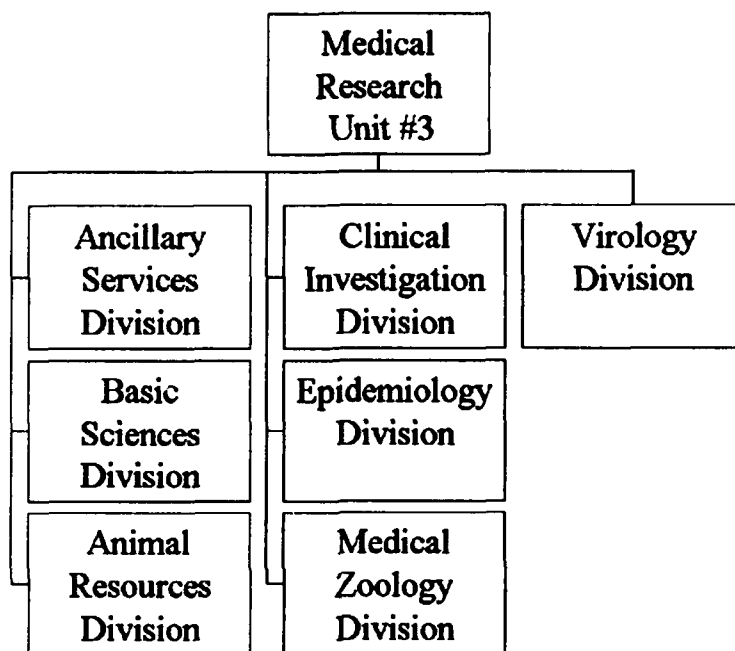 Medical
Research
Unit #3
Ancillary
Services
Division
Clinical
Investigation
Division
Virology
Division
Basic
Sciences
Division
Epidemiology
Division
Animal
Resources
Division
Medical
Zoology
Division